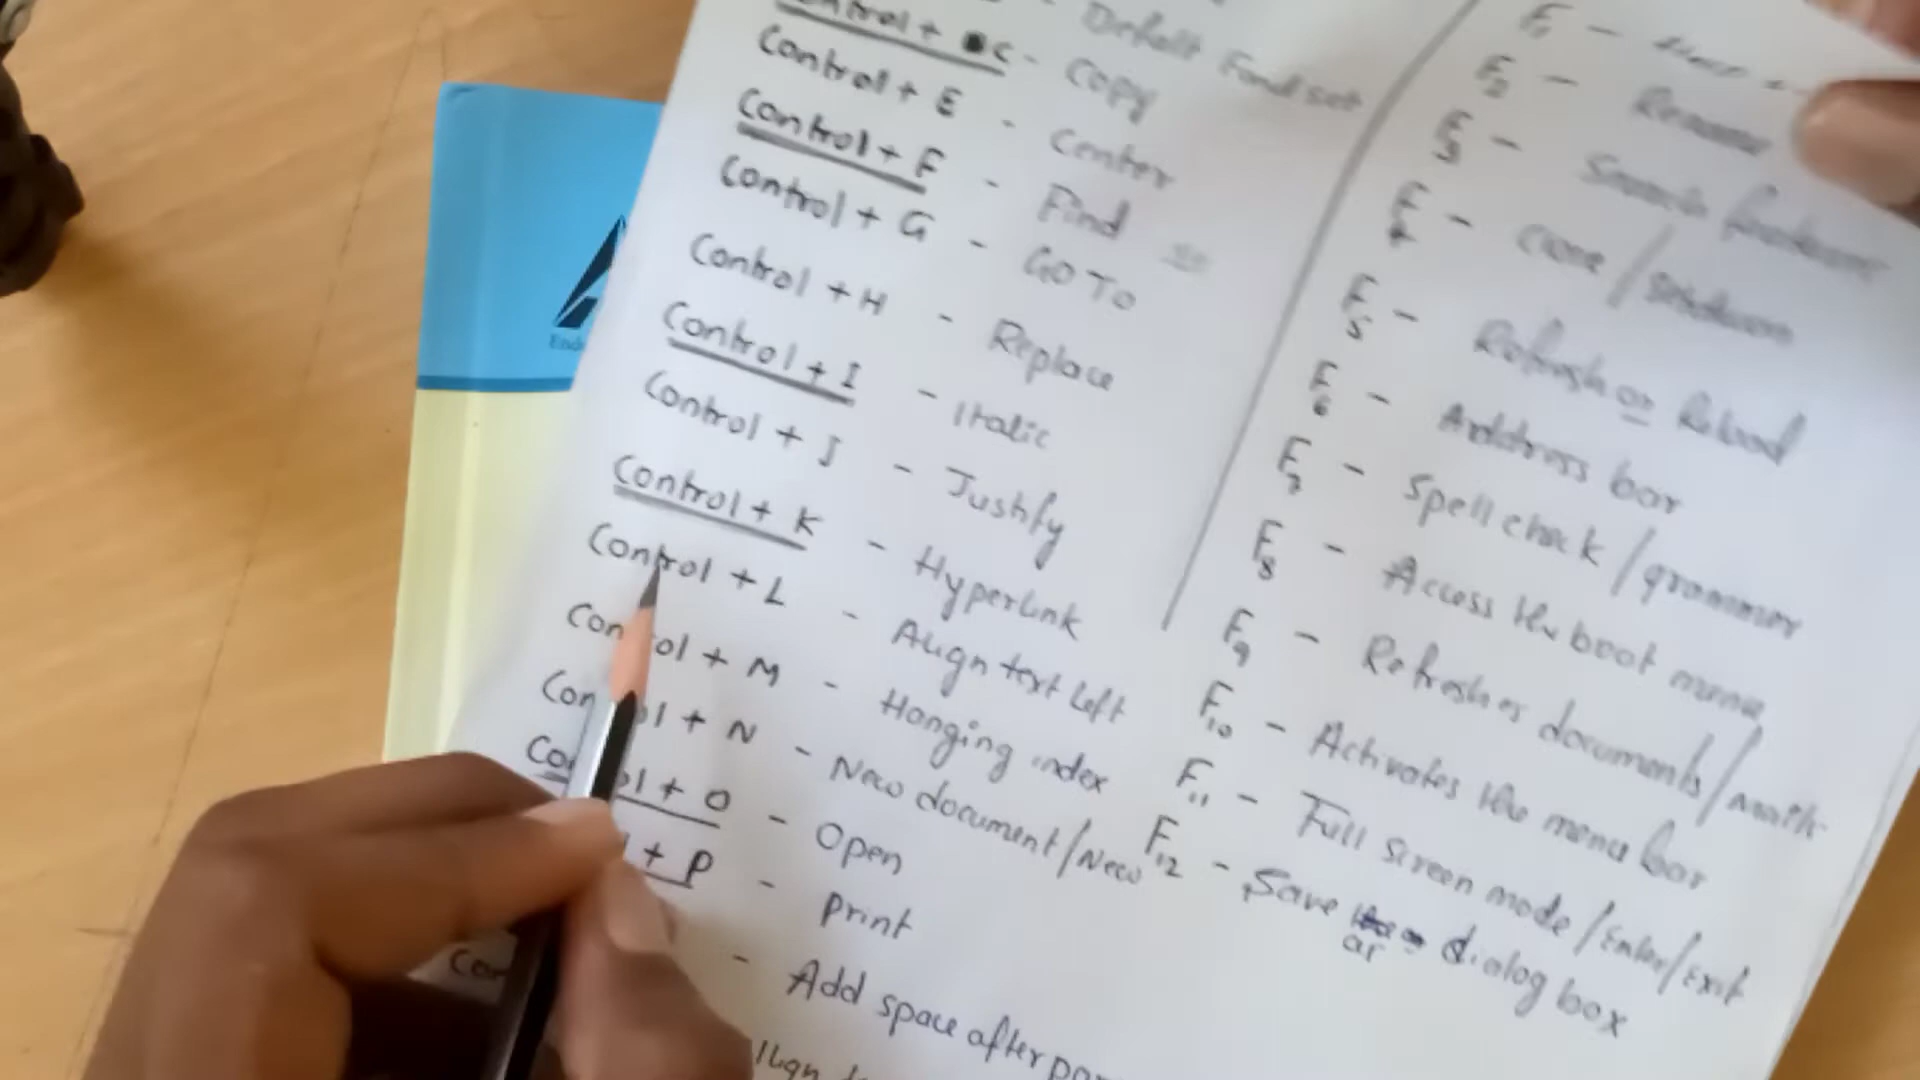 - Default Fond set
Control + C - Copy
Control + E - Center
Control + F - Find
Control + G - GO TO
Control + H - Replace
Control + I - Italic
Control + J - Justify
Control + K - Hyperlink
Control + L - Align text left
Control + M - Hanging index
Control + N - New document/New
Control + O - Open
+ P - Print
- Add space after
Align
F1 -
F2 - Rename
F3 - Search
F4 - Close /
F5 - Refresh or Reload
F6 - Address bar
F7 - Spell check / grammar
F8 - Access the boot menu
F9 - Refreshes documents/
F10 - Activates the menu bar
F11 - Full screen mode/Enter/Exit
F12 - Save as dialog box